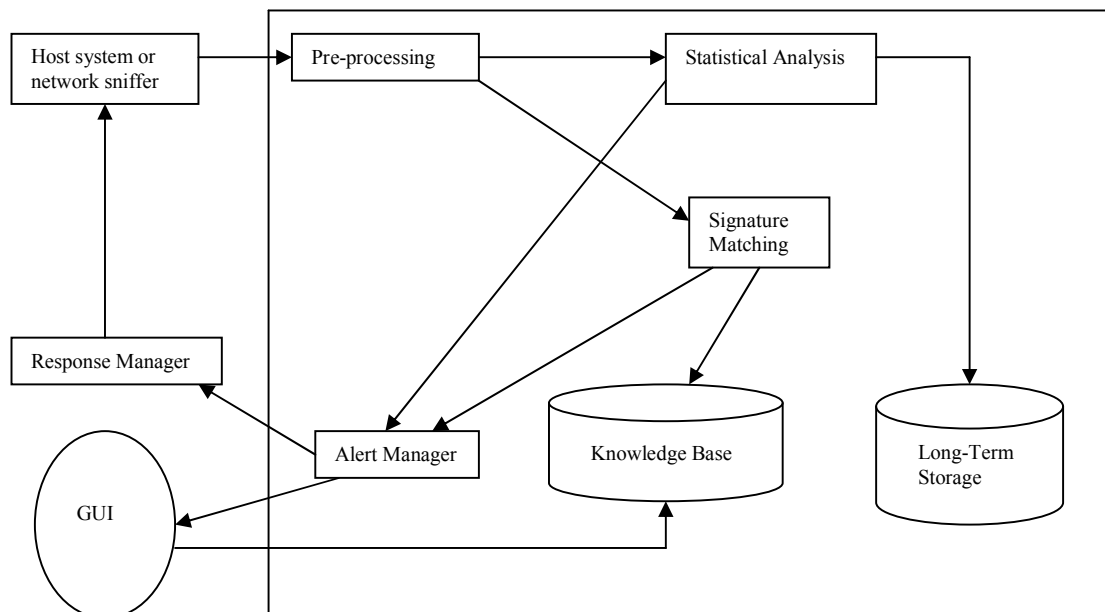 Host system or
network sniffer
Pre-processing
Statistical Analysis
Signature
Matching
Response Manager
Alert Manager
Knowledge Base
Long-Term
Storage
GUI